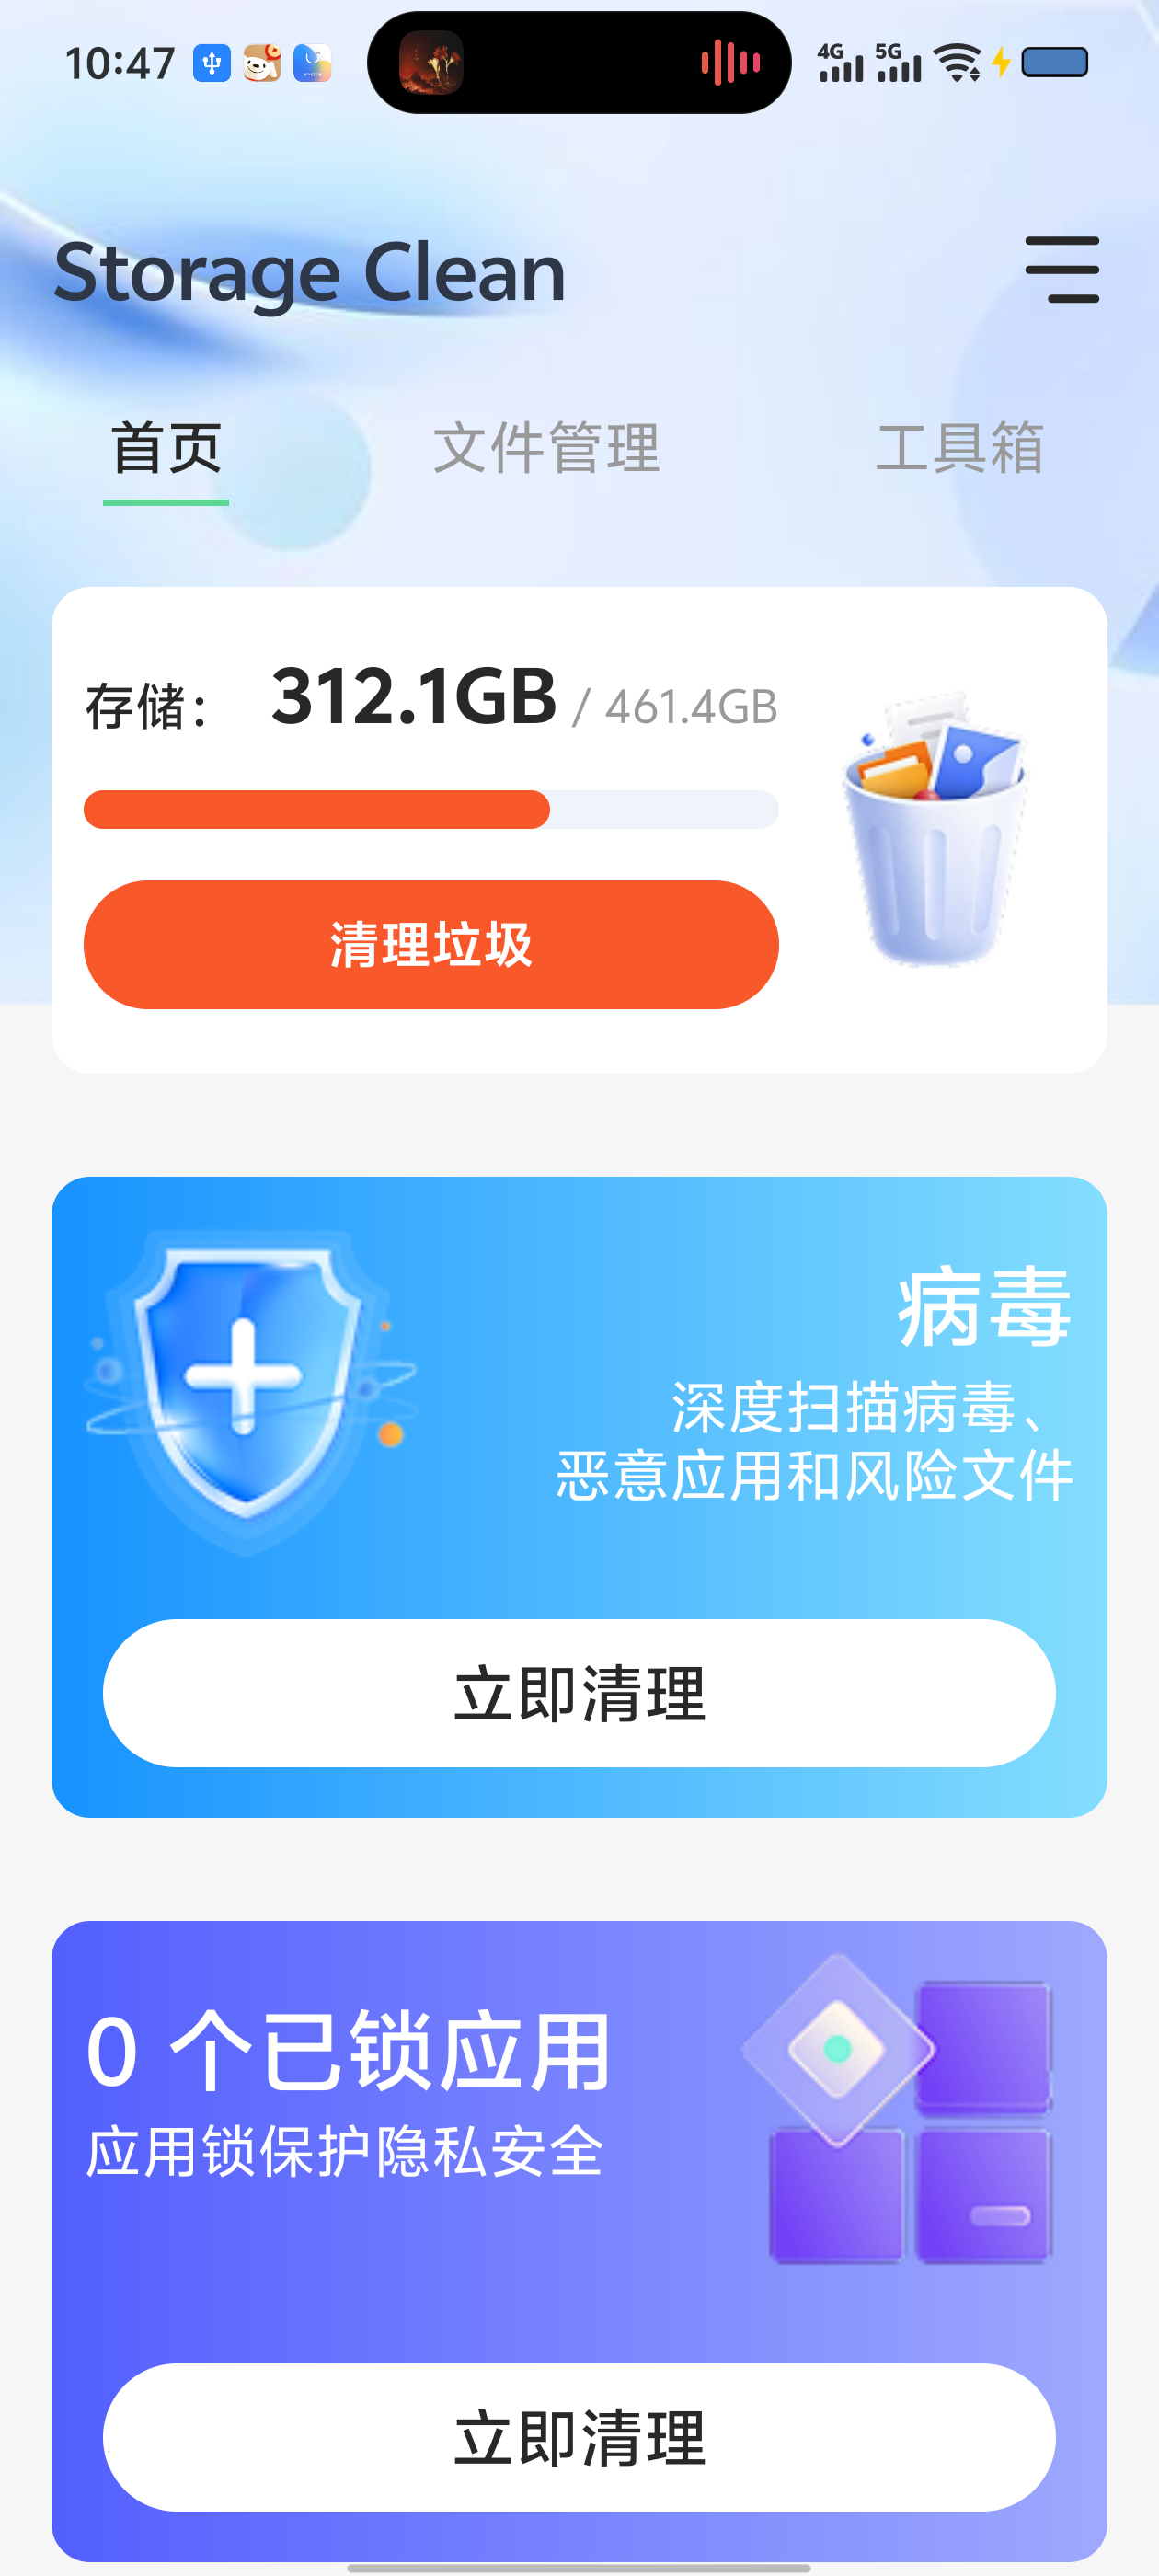 10:47
4G 5G
Storage Clean
首页 文件管理 工具箱
存储： 312.1GB / 461.4GB
清理垃圾
病毒
深度扫描病毒、
恶意应用和风险文件
立即清理
0 个已锁应用
应用锁保护隐私安全
立即清理